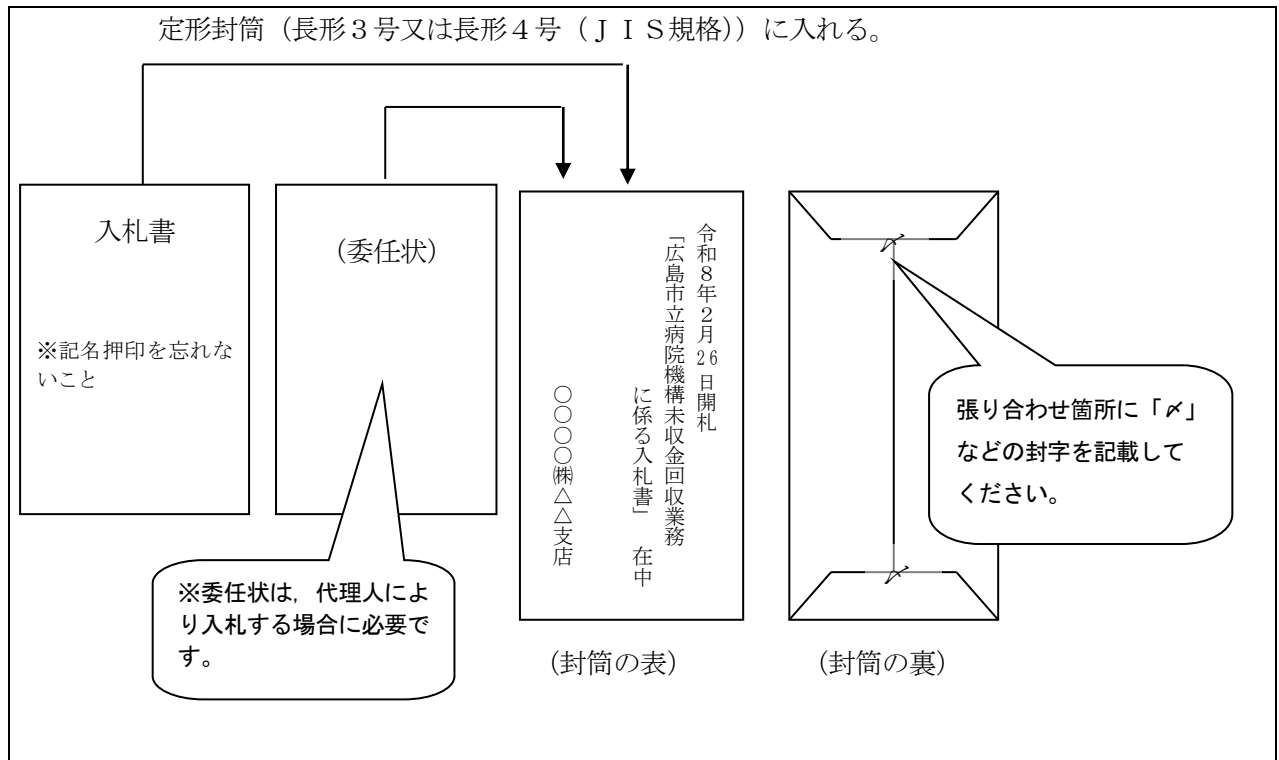 定形封筒（長形３号又は長形４号（ＪＩＳ規格））に入れる。
入札書
※記名押印を忘れな
いこと
（委任状）
※委任状は，代理人によ
り入札する場合に必要で
す。
令和８年２月26日開札
「広島市立病院機構未収金回収業務
に係る入札書」　在中
○○○○㈱△△支店
（封筒の表）
〆
〆
張り合わせ箇所に「〆」
などの封字を記載して
ください。
（封筒の裏）